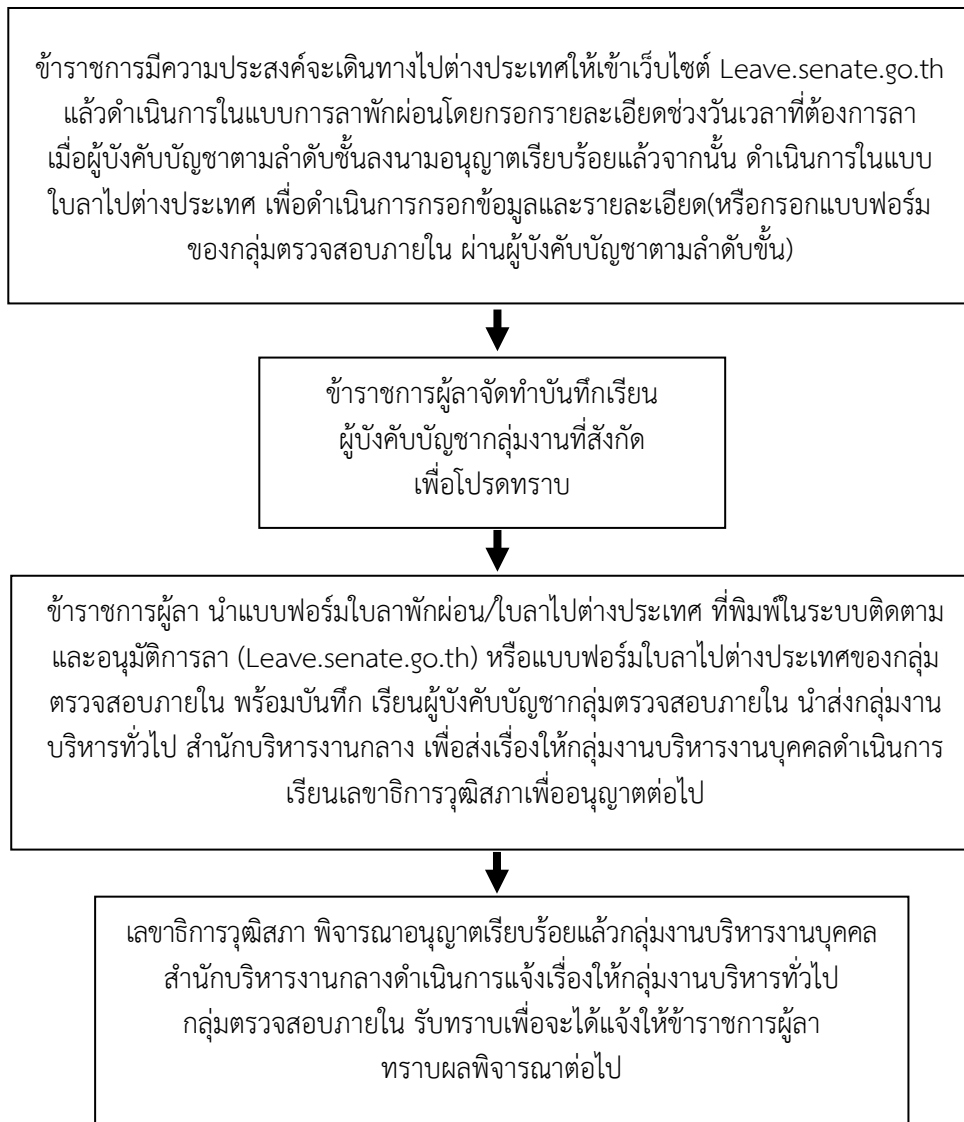 ข้าราชการมีความประสงค์จะเดินทางไปต่างประเทศให้เข้าเว็บไซต์ Leave.senate.go.th
แล้วดำเนินการในแบบการลาพักผ่อนโดยกรอกรายละเอียดช่วงวันเวลาที่ต้องการลา
เมื่อผู้บังคับบัญชาตามลำดับชั้นลงนามอนุญาตเรียบร้อยแล้วจากนั้น ดำเนินการในแบบ
ใบลาไปต่างประเทศ เพื่อดำเนินการกรอกข้อมูลและรายละเอียด(หรือกรอกแบบฟอร์ม
ของกลุ่มตรวจสอบภายใน ผ่านผู้บังคับบัญชาตามลำดับขั้น)
ข้าราชการผู้ลาจัดทำบันทึกเรียน
ผู้บังคับบัญชากลุ่มงานที่สังกัด
เพื่อโปรดทราบ
ข้าราชการผู้ลา นำแบบฟอร์มใบลาพักผ่อน/ใบลาไปต่างประเทศ ที่พิมพ์ในระบบติดตาม
และอนุมัติการลา (Leave.senate.go.th) หรือแบบฟอร์มใบลาไปต่างประเทศของกลุ่ม
ตรวจสอบภายใน พร้อมบันทึก เรียนผู้บังคับบัญชากลุ่มตรวจสอบภายใน นำส่งกลุ่มงาน
บริหารทั่วไป สำนักบริหารงานกลาง เพื่อส่งเรื่องให้กลุ่มงานบริหารงานบุคคลดำเนินการ
เรียนเลขาธิการวุฒิสภาเพื่ออนุญาตต่อไป
เลขาธิการวุฒิสภา พิจารณาอนุญาตเรียบร้อยแล้วกลุ่มงานบริหารงานบุคคล
สำนักบริหารงานกลางดำเนินการแจ้งเรื่องให้กลุ่มงานบริหารทั่วไป
กลุ่มตรวจสอบภายใน รับทราบเพื่อจะได้แจ้งให้ข้าราชการผู้ลา
ทราบผลพิจารณาต่อไป